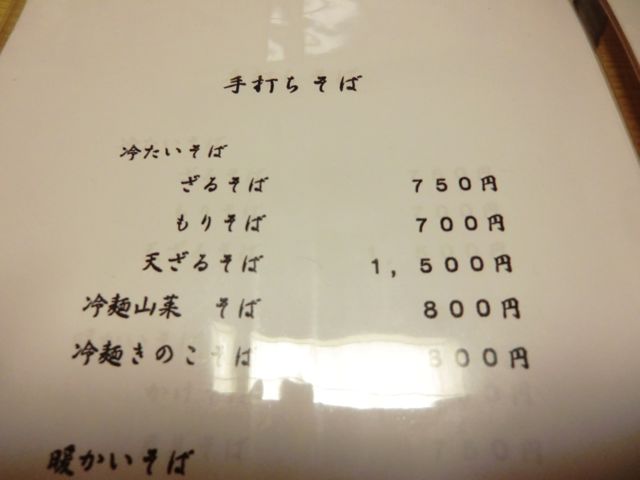 手打ちそば
冷たいそば
ざるそば 750円
もりそば 700円
天ざるそば 1,500円
冷麺山菜 そば 800円
冷麺きのこそば 800円
暖かいそば